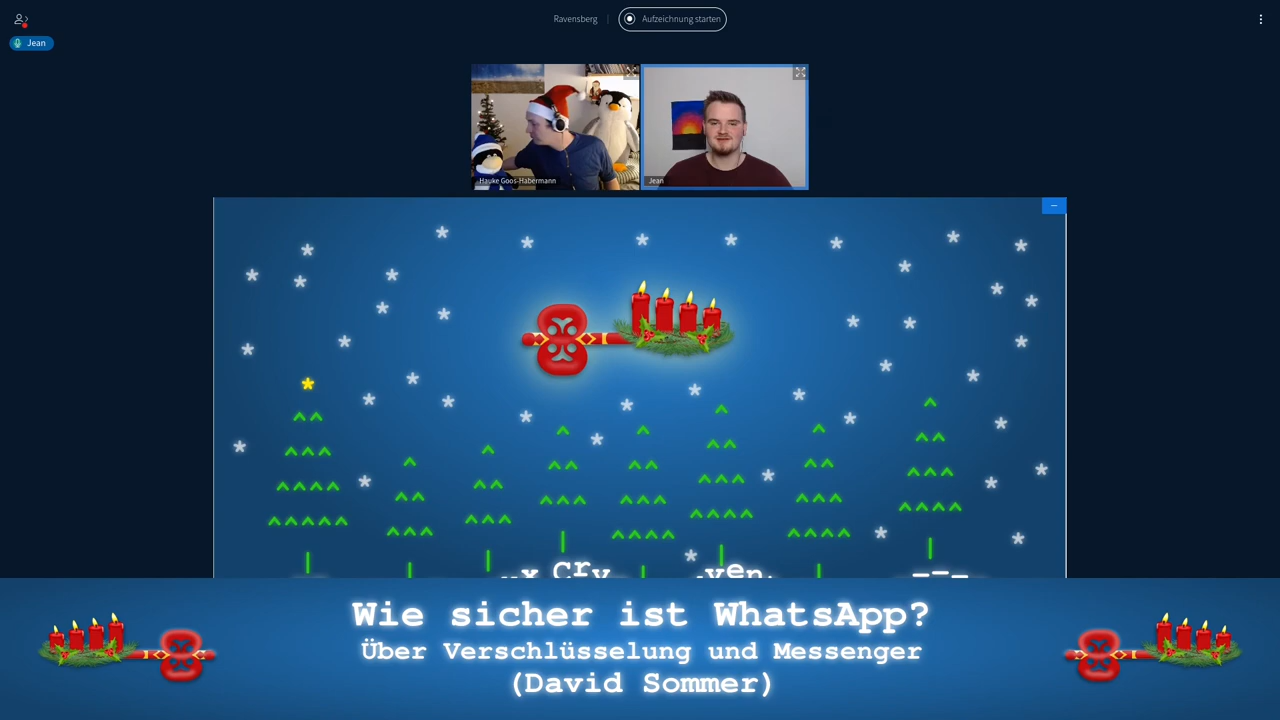 Ravensberg
Aufzeichnung starten
Jean
Hauke Goos-Habermann
Jean
Wie sicher ist WhatsApp?
Über Verschlüsselung und Messenger
(David Sommer)